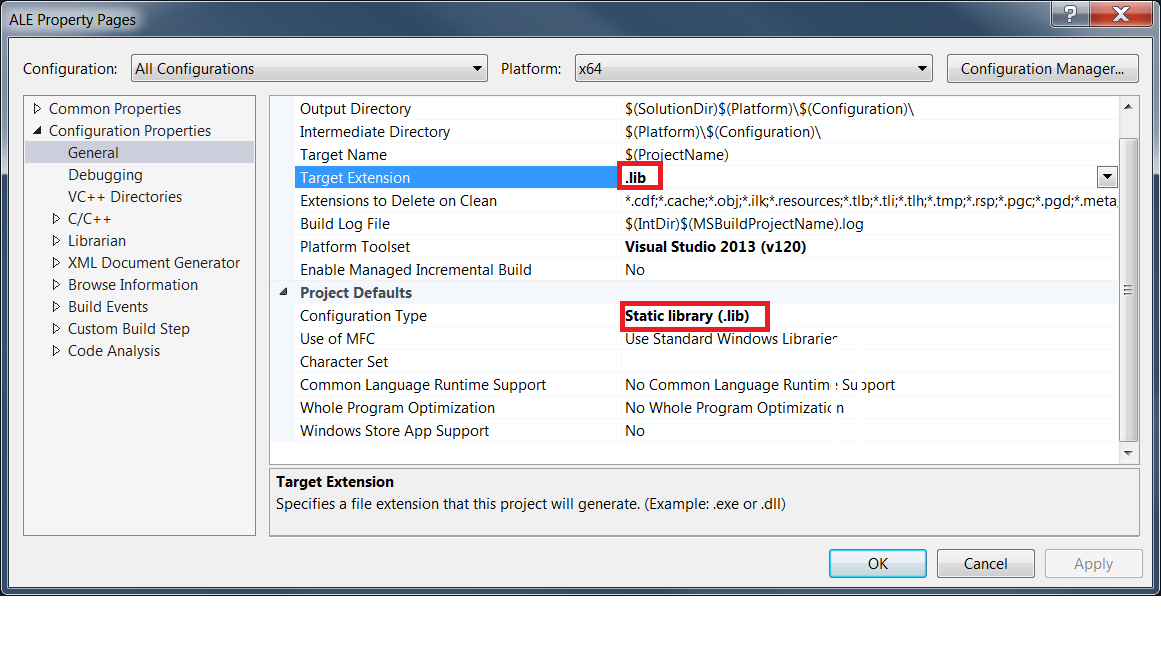 ALE Property Pages
Configuration: All Configurations Platform: x64 Configuration Manager...
Common Properties
Configuration Properties
General
Debugging
VC++ Directories
C/C++
Librarian
XML Document Generator
Browse Information
Build Events
Custom Build Step
Code Analysis
Output Directory $(SolutionDir)$(Platform)\$(Configuration)\
Intermediate Directory $(Platform)\$(Configuration)\
Target Name $(ProjectName)
Target Extension .lib
Extensions to Delete on Clean *.cdf;*.cache;*.obj;*.ilk;*.resources;*.tlb;*.tli;*.tlh;*.tmp;*.rsp;*.pgc;*.pgd;*.meta
Build Log File $(IntDir)$(MSBuildProjectName).log
Platform Toolset Visual Studio 2013 (v120)
Enable Managed Incremental Build No
Project Defaults
Configuration Type Static library (.lib)
Use of MFC Use Standard Windows Libraries
Character Set
Common Language Runtime Support No Common Language Runtime Support
Whole Program Optimization No Whole Program Optimization
Windows Store App Support No
Target Extension
Specifies a file extension that this project will generate. (Example: .exe or .dll)
OK Cancel Apply